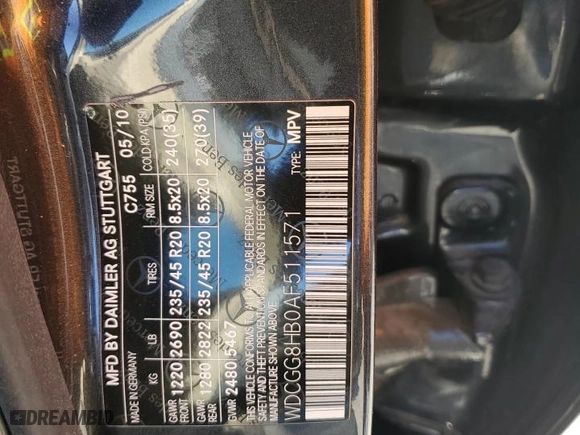 MFD BY DAIMLER AG STUTTGART
MADE IN GERMANY C755 05/10
KG LB TIRES RIM SIZE COLD KPA(PSI)
GAWR FRONT 1220 2690 235/45 R20 8.5x20 240(35)
GAWR REAR 1280 2822 235/45 R20 8.5x20 270(39)
GVWR 2480 5467
THIS VEHICLE CONFORMS TO ALL APPLICABLE FEDERAL MOTOR VEHICLE
SAFETY AND THEFT PREVENTION STANDARDS IN EFFECT ON THE DATE OF
MANUFACTURE SHOWN ABOVE.
WDCGG8HB0AF511571 TYPE: MPV
DREAMBID